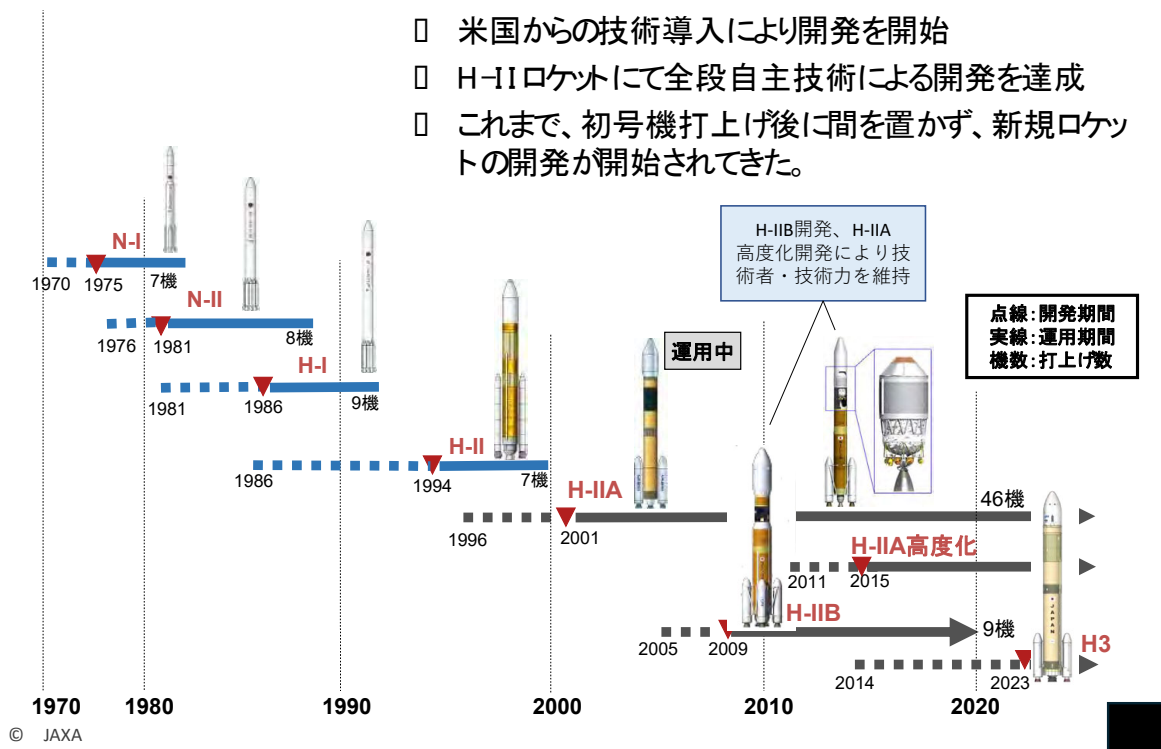 ▯ 米国からの技術導入により開発を開始
▯ H-IIロケットにて全段自主技術による開発を達成
▯ これまで、初号機打上げ後に間を置かず、新規ロケッ
トの開発が開始されてきた。
H-IIB開発、H-IIA
高度化開発により技
術者・技術力を維持
点線：開発期間
実線：運用期間
機数：打上げ数
運用中
N-I
1970 1975 7機
N-II
1976 1981 8機
H-I
1981 1986 9機
H-II
1986 1994 7機
H-IIA
1996 2001 46機
H-IIA高度化
2011 2015
H-IIB
2005 2009 9機
H3
2014 2023
JAPAN
1970 1980 1990 2000 2010 2020
© JAXA